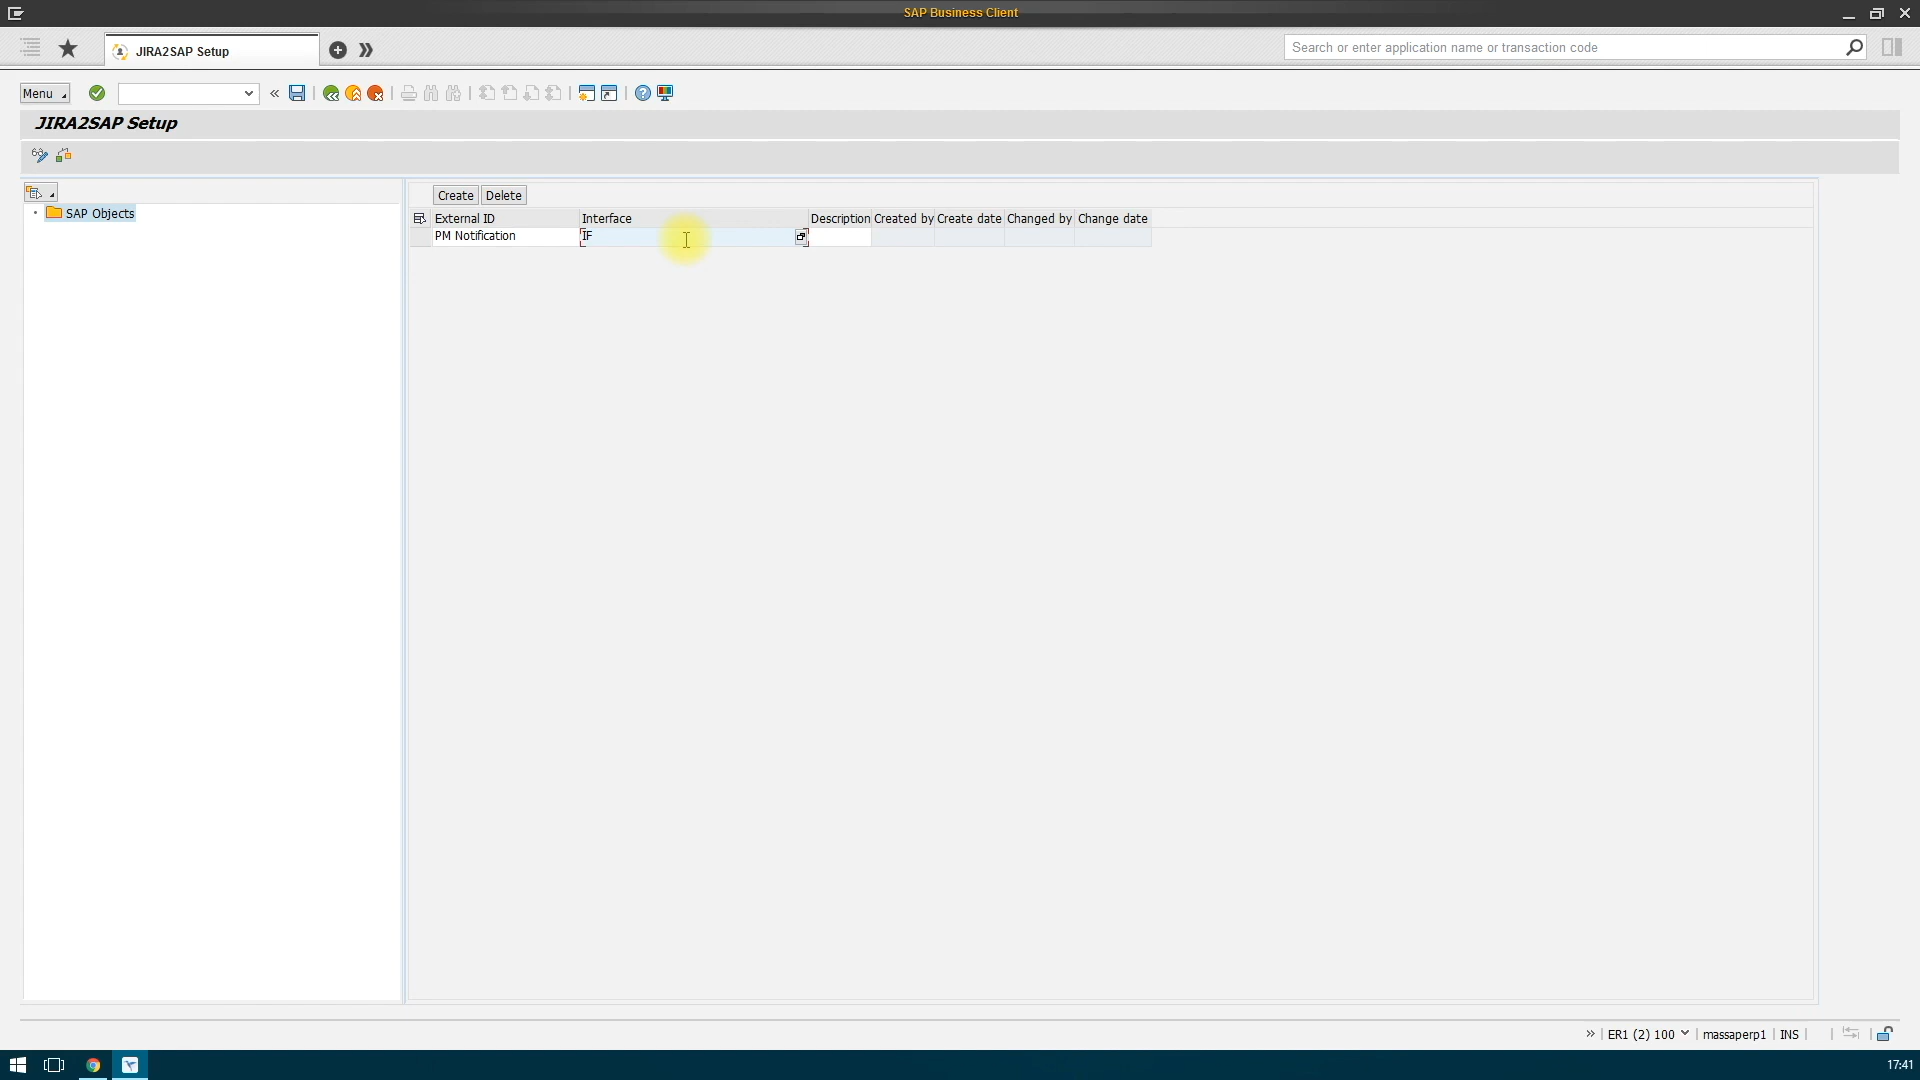 SAP Business Client
JIRA2SAP Setup
Search or enter application name or transaction code
Menu
JIRA2SAP Setup
SAP Objects
Create Delete
External ID Interface Description Created by Create date Changed by Change date
PM Notification IF
ER1 (2) 100 massaperp1 INS
17:41